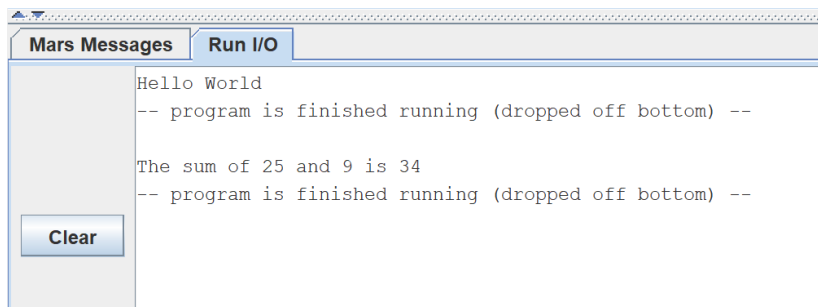 Mars Messages Run I/O
Hello World
-- program is finished running (dropped off bottom) --
The sum of 25 and 9 is 34
-- program is finished running (dropped off bottom) --
Clear